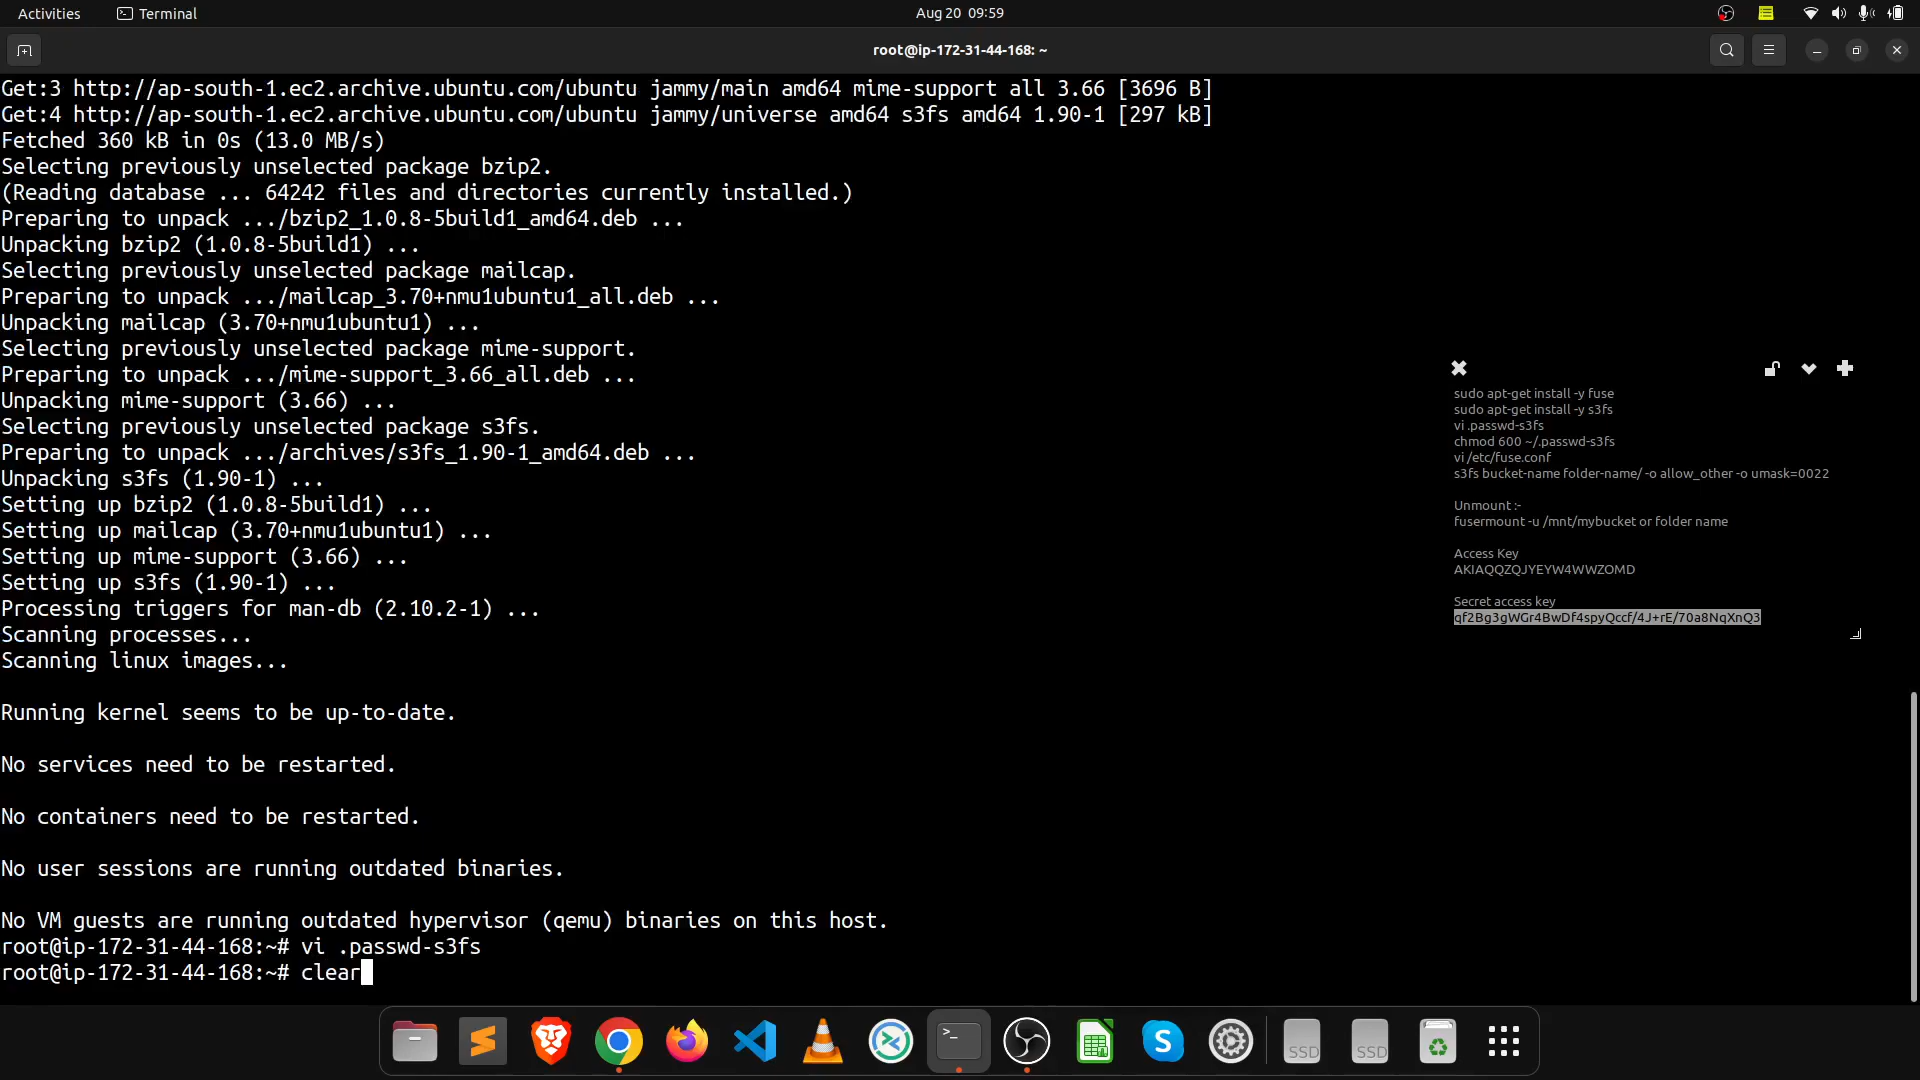 Activities
Terminal
Aug 20 09:59
root@ip-172-31-44-168: ~
Get:3 http://ap-south-1.ec2.archive.ubuntu.com/ubuntu jammy/main amd64 mime-support all 3.66 [3696 B]
Get:4 http://ap-south-1.ec2.archive.ubuntu.com/ubuntu jammy/universe amd64 s3fs amd64 1.90-1 [297 kB]
Fetched 360 kB in 0s (13.0 MB/s)
Selecting previously unselected package bzip2.
(Reading database ... 64242 files and directories currently installed.)
Preparing to unpack .../bzip2_1.0.8-5build1_amd64.deb ...
Unpacking bzip2 (1.0.8-5build1) ...
Selecting previously unselected package mailcap.
Preparing to unpack .../mailcap_3.70+nmu1ubuntu1_all.deb ...
Unpacking mailcap (3.70+nmu1ubuntu1) ...
Selecting previously unselected package mime-support.
Preparing to unpack .../mime-support_3.66_all.deb ...
Unpacking mime-support (3.66) ...
Selecting previously unselected package s3fs.
Preparing to unpack .../archives/s3fs_1.90-1_amd64.deb ...
Unpacking s3fs (1.90-1) ...
Setting up bzip2 (1.0.8-5build1) ...
Setting up mailcap (3.70+nmu1ubuntu1) ...
Setting up mime-support (3.66) ...
Setting up s3fs (1.90-1) ...
Processing triggers for man-db (2.10.2-1) ...
Scanning processes...
Scanning linux images...
Running kernel seems to be up-to-date.
No services need to be restarted.
No containers need to be restarted.
No user sessions are running outdated binaries.
No VM guests are running outdated hypervisor (qemu) binaries on this host.
root@ip-172-31-44-168:~# vi .passwd-s3fs
root@ip-172-31-44-168:~# clear
sudo apt-get install -y fuse
sudo apt-get install -y s3fs
vi .passwd-s3fs
chmod 600 ~/.passwd-s3fs
vi /etc/fuse.conf
s3fs bucket-name folder-name/ -o allow_other -o umask=0022
Unmount :-
fusermount -u /mnt/mybucket or folder name
Access Key
AKIAQQZQJYEYW4WWZOMD
Secret access key
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
SSD
SSD